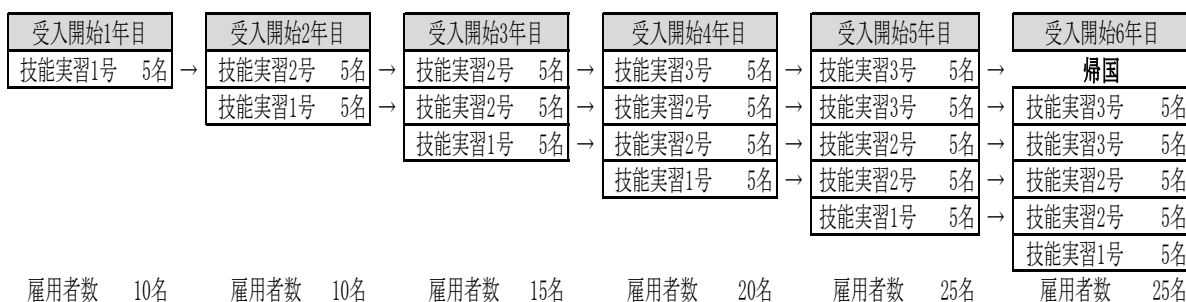 受入開始1年目 受入開始2年目 受入開始3年目 受入開始4年目 受入開始5年目 受入開始6年目
技能実習1号 5名 → 技能実習2号 5名 → 技能実習2号 5名 → 技能実習3号 5名 → 技能実習3号 5名 → 帰国
技能実習1号 5名 → 技能実習2号 5名 → 技能実習2号 5名 → 技能実習3号 5名 → 技能実習3号 5名
技能実習1号 5名 → 技能実習2号 5名 → 技能実習2号 5名 → 技能実習3号 5名
技能実習1号 5名 → 技能実習2号 5名 → 技能実習2号 5名
技能実習1号 5名 → 技能実習2号 5名
技能実習1号 5名
雇用者数 10名 雇用者数 10名 雇用者数 15名 雇用者数 20名 雇用者数 25名 雇用者数 25名